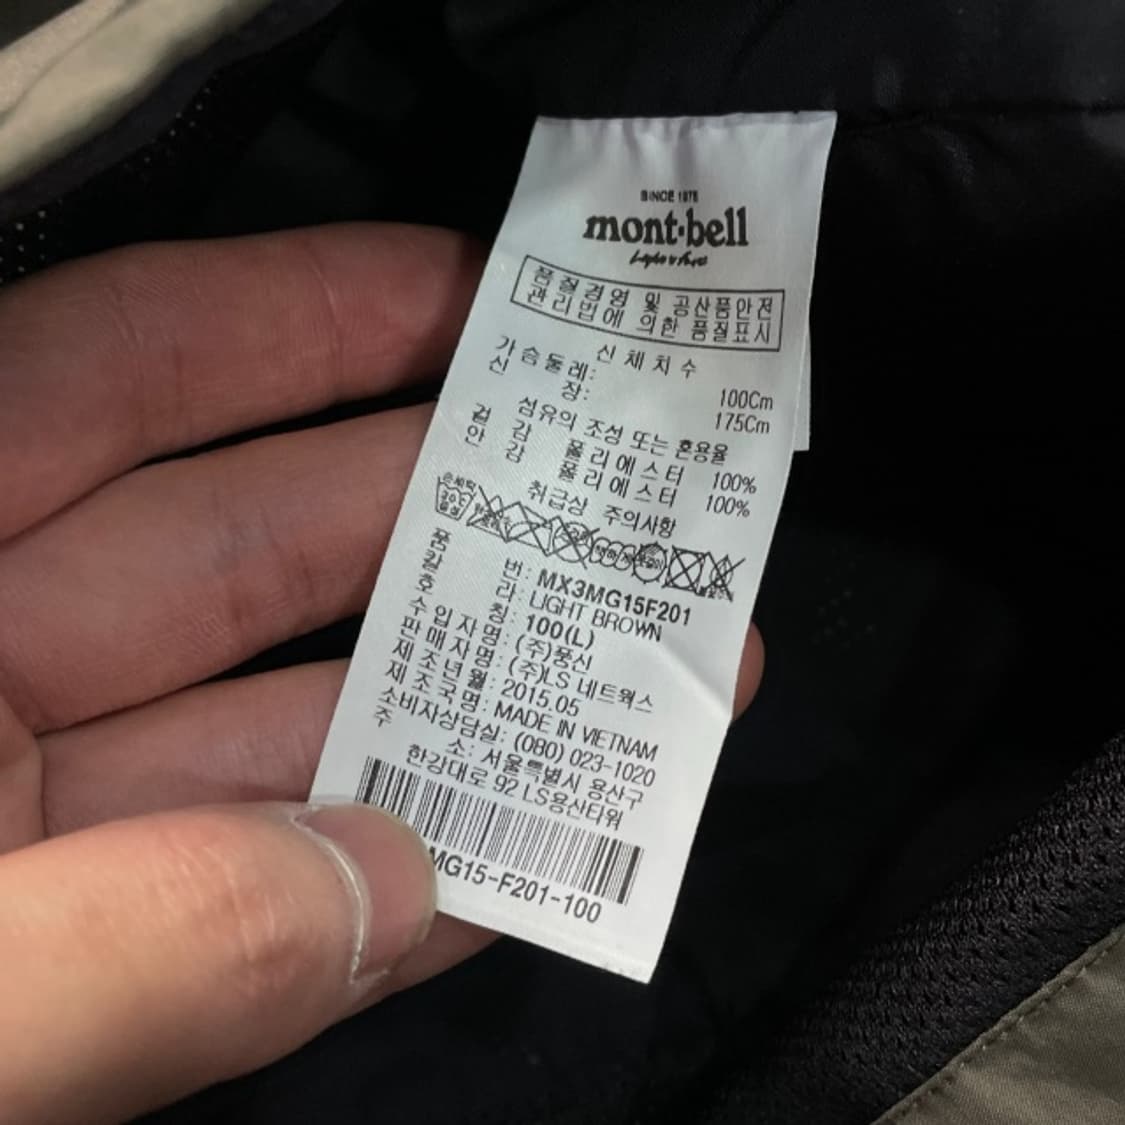 SINCE 1975
mont·bell
품질경영 및 공산품안전
관리법에 의한 품질표시
신체치수
가슴둘레: 100Cm
신장: 175Cm
섬유의 조성 또는 혼용율
겉감 폴리에스터 100%
안감 폴리에스터 100%
취급상 주의사항
품번: MX3MG15F201
칼라: LIGHT BROWN
호칭: 100(L)
수입자명: (주)풍신
판매자명: (주)LS 네트웍스
제조년월: 2015.05
제조국명: MADE IN VIETNAM
소비자상담실: (080) 023-1020
주소: 서울특별시 용산구
한강대로 92 LS용산타워
MG15-F201-100